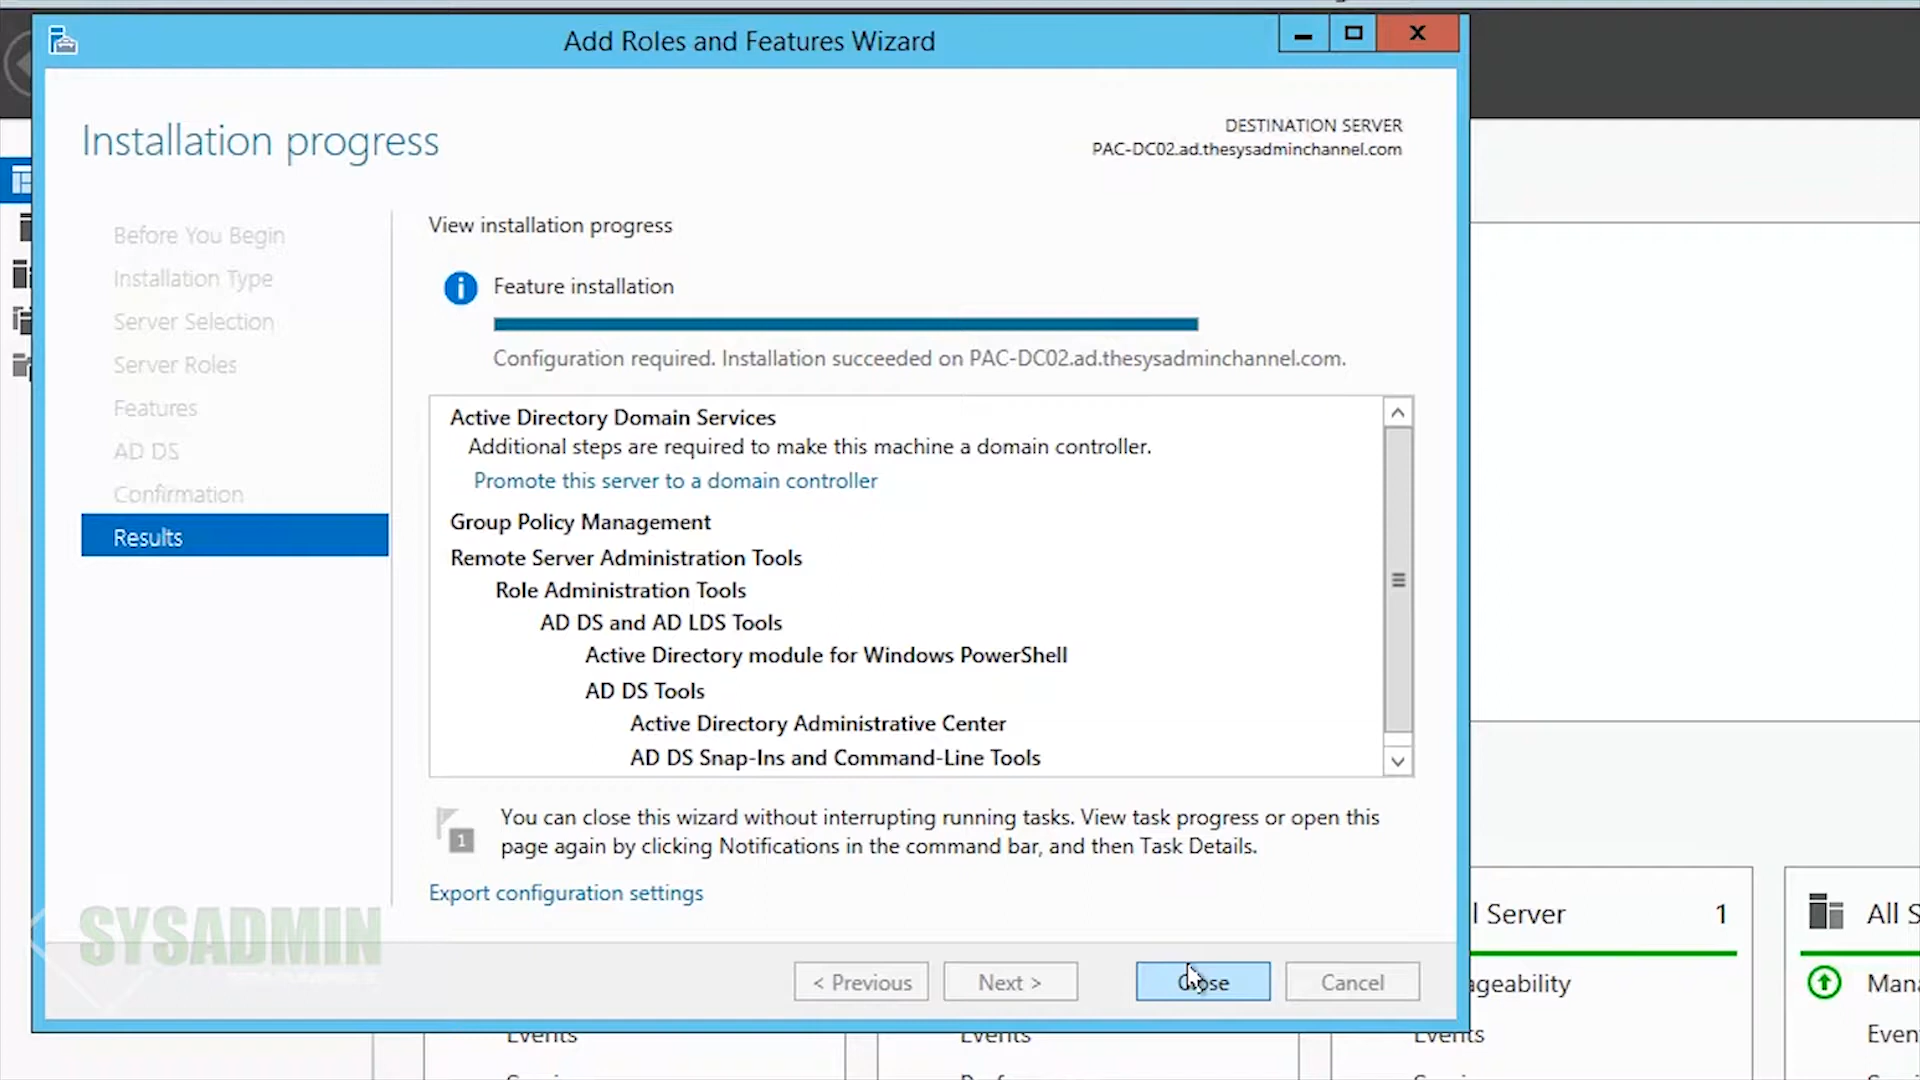 Add Roles and Features Wizard
Installation progress
DESTINATION SERVER
PAC-DC02.ad.thesysadminchannel.com
Before You Begin
Installation Type
Server Selection
Server Roles
Features
AD DS
Confirmation
Results
View installation progress
Feature installation
Configuration required. Installation succeeded on PAC-DC02.ad.thesysadminchannel.com.
Active Directory Domain Services
Additional steps are required to make this machine a domain controller.
Promote this server to a domain controller
Group Policy Management
Remote Server Administration Tools
Role Administration Tools
AD DS and AD LDS Tools
Active Directory module for Windows PowerShell
AD DS Tools
Active Directory Administrative Center
AD DS Snap-Ins and Command-Line Tools
1
You can close this wizard without interrupting running tasks. View task progress or open this
page again by clicking Notifications in the command bar, and then Task Details.
Export configuration settings
SYSADMIN
< Previous
Next >
Close
Cancel
l Server 1
ageability
Events
All S
Mana
Even
Events
Events